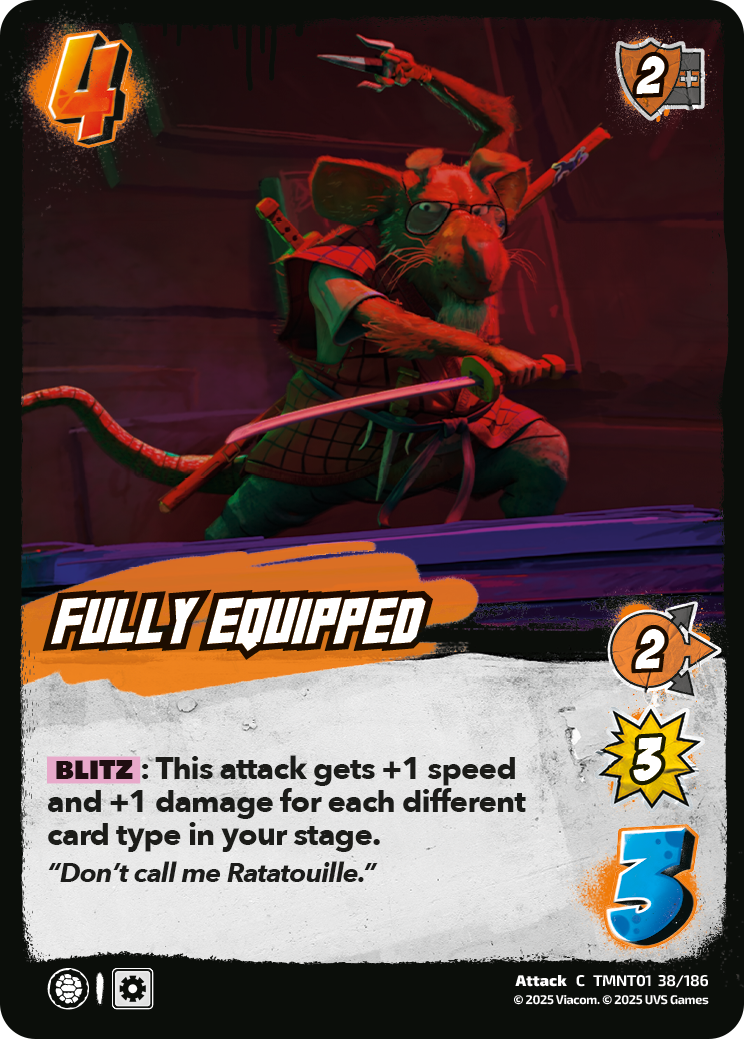 4
2
FULLY EQUIPPED
2
BLITZ : This attack gets +1 speed
and +1 damage for each different
card type in your stage.
3
“Don’t call me Ratatouille.”
3
Attack C TMNT01 38/186
© 2025 Viacom. © 2025 UVS Games